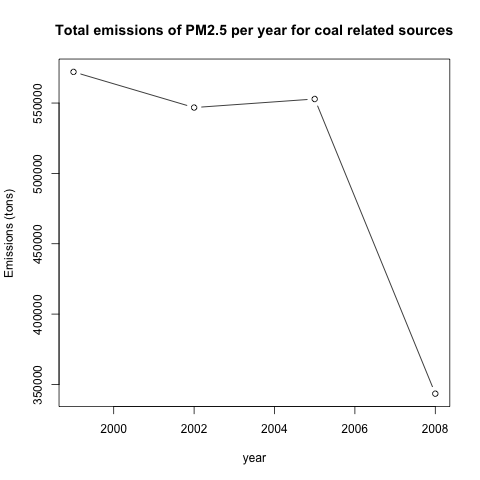 Total emissions of PM2.5 per year for coal related sources
Emissions (tons)
550000
500000
450000
400000
350000
2000 2002 2004 2006 2008
year